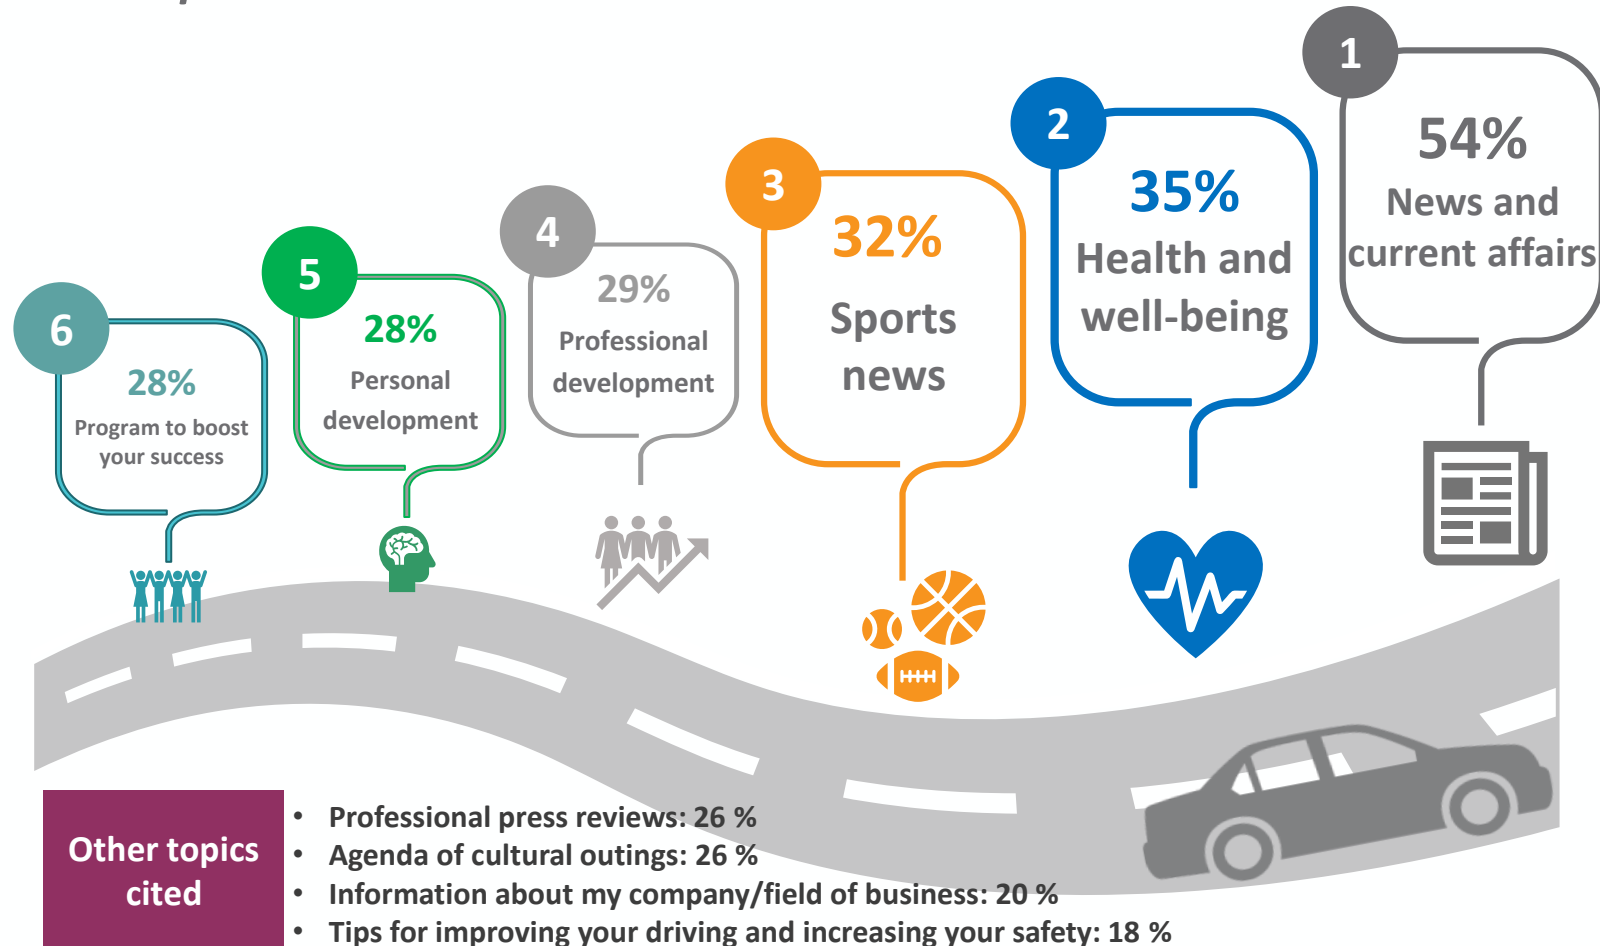 1
54%
News and
current affairs
2
35%
Health and
well-being
3
32%
Sports
news
4
29%
Professional
development
5
28%
Personal
development
6
28%
Program to boost
your success
Other topics
cited
• Professional press reviews: 26 %
• Agenda of cultural outings: 26 %
• Information about my company/field of business: 20 %
• Tips for improving your driving and increasing your safety: 18 %